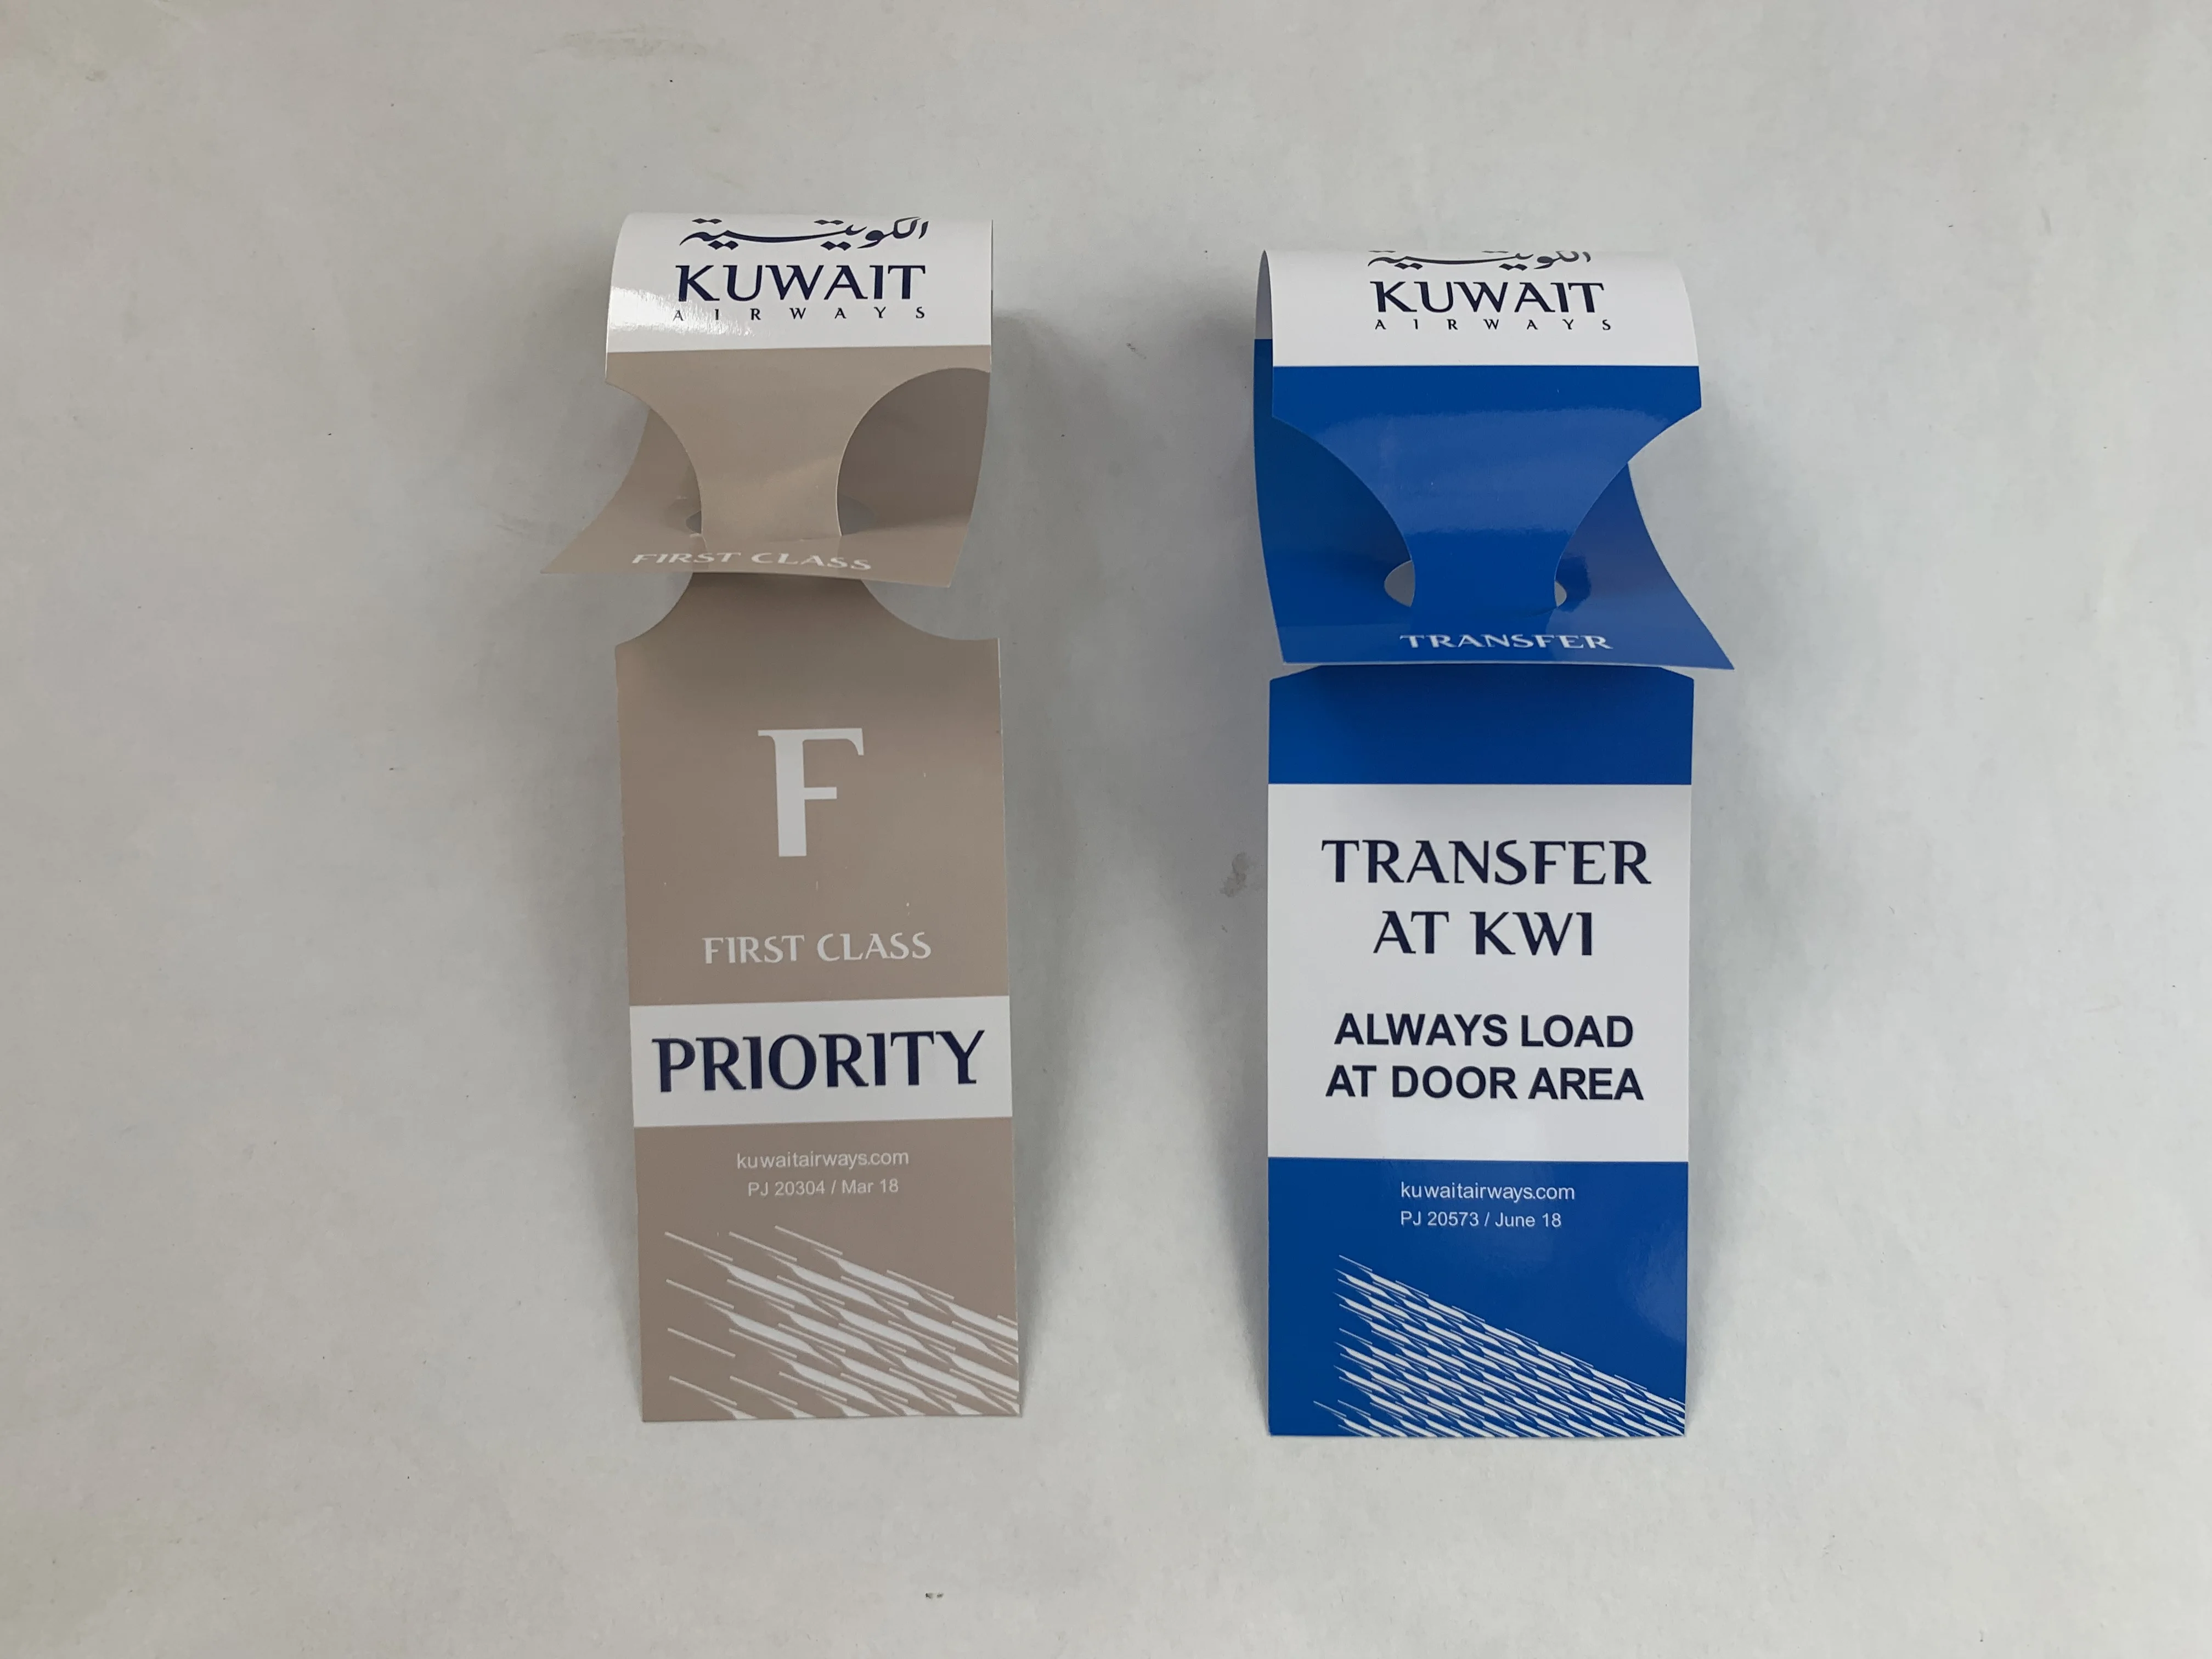 الكويتية
KUWAIT
AIRWAYS
FIRST CLASS
F
FIRST CLASS
PRIORITY
kuwaitairways.com
PJ 20304 / Mar 18
الكويتية
KUWAIT
AIRWAYS
TRANSFER
TRANSFER
AT KWI
ALWAYS LOAD
AT DOOR AREA
kuwaitairways.com
PJ 20573 / June 18